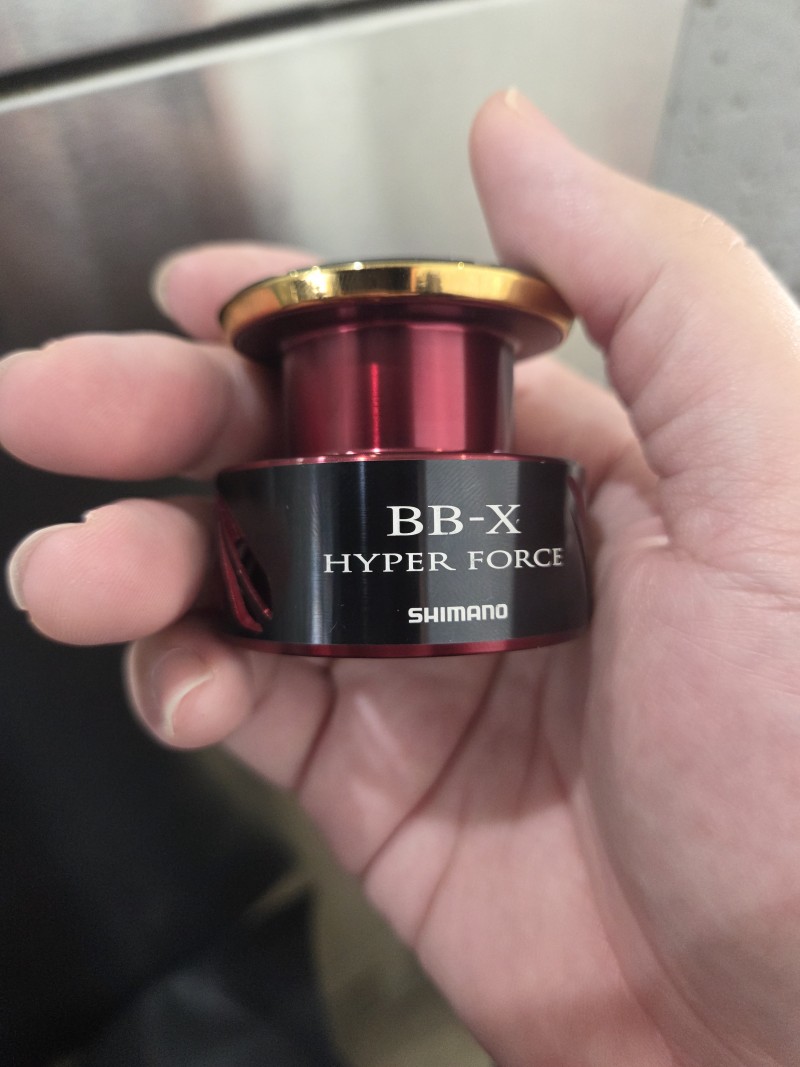 BB-X
HYPER FORCE
SHIMANO